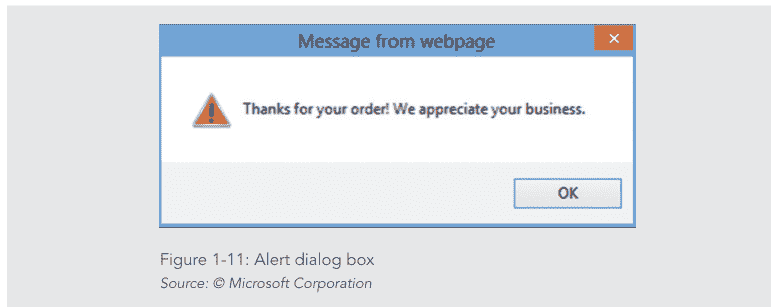 Message from webpage
Thanks for your order! We appreciate your business.
OK
Figure 1-11: Alert dialog box
Source: © Microsoft Corporation